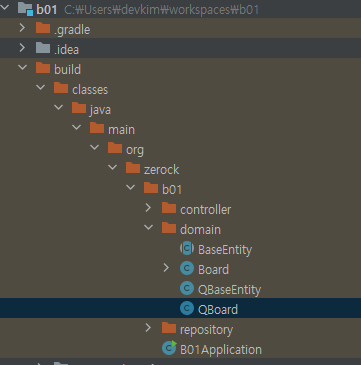 b01 C:₩Users₩devkim₩workspaces₩b01
.gradle
.idea
build
classes
java
main
org
zerock
b01
controller
domain
BaseEntity
Board
QBaseEntity
QBoard
repository
B01Application